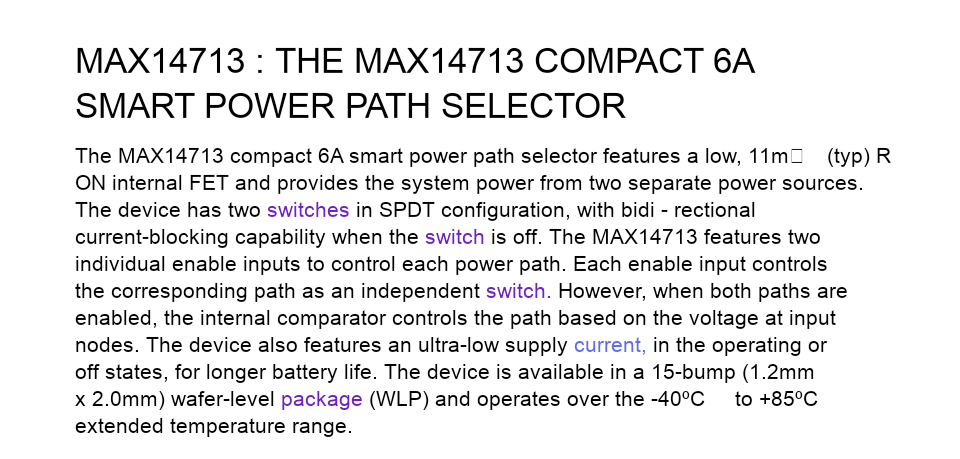 MAX14713 : THE MAX14713 COMPACT 6A
SMART POWER PATH SELECTOR
The MAX14713 compact 6A smart power path selector features a low, 11m□ (typ) R
ON internal FET and provides the system power from two separate power sources.
The device has two switches in SPDT configuration, with bidi - rectional
current-blocking capability when the switch is off. The MAX14713 features two
individual enable inputs to control each power path. Each enable input controls
the corresponding path as an independent switch. However, when both paths are
enabled, the internal comparator controls the path based on the voltage at input
nodes. The device also features an ultra-low supply current, in the operating or
off states, for longer battery life. The device is available in a 15-bump (1.2mm
x 2.0mm) wafer-level package (WLP) and operates over the -40ºC to +85ºC
extended temperature range.